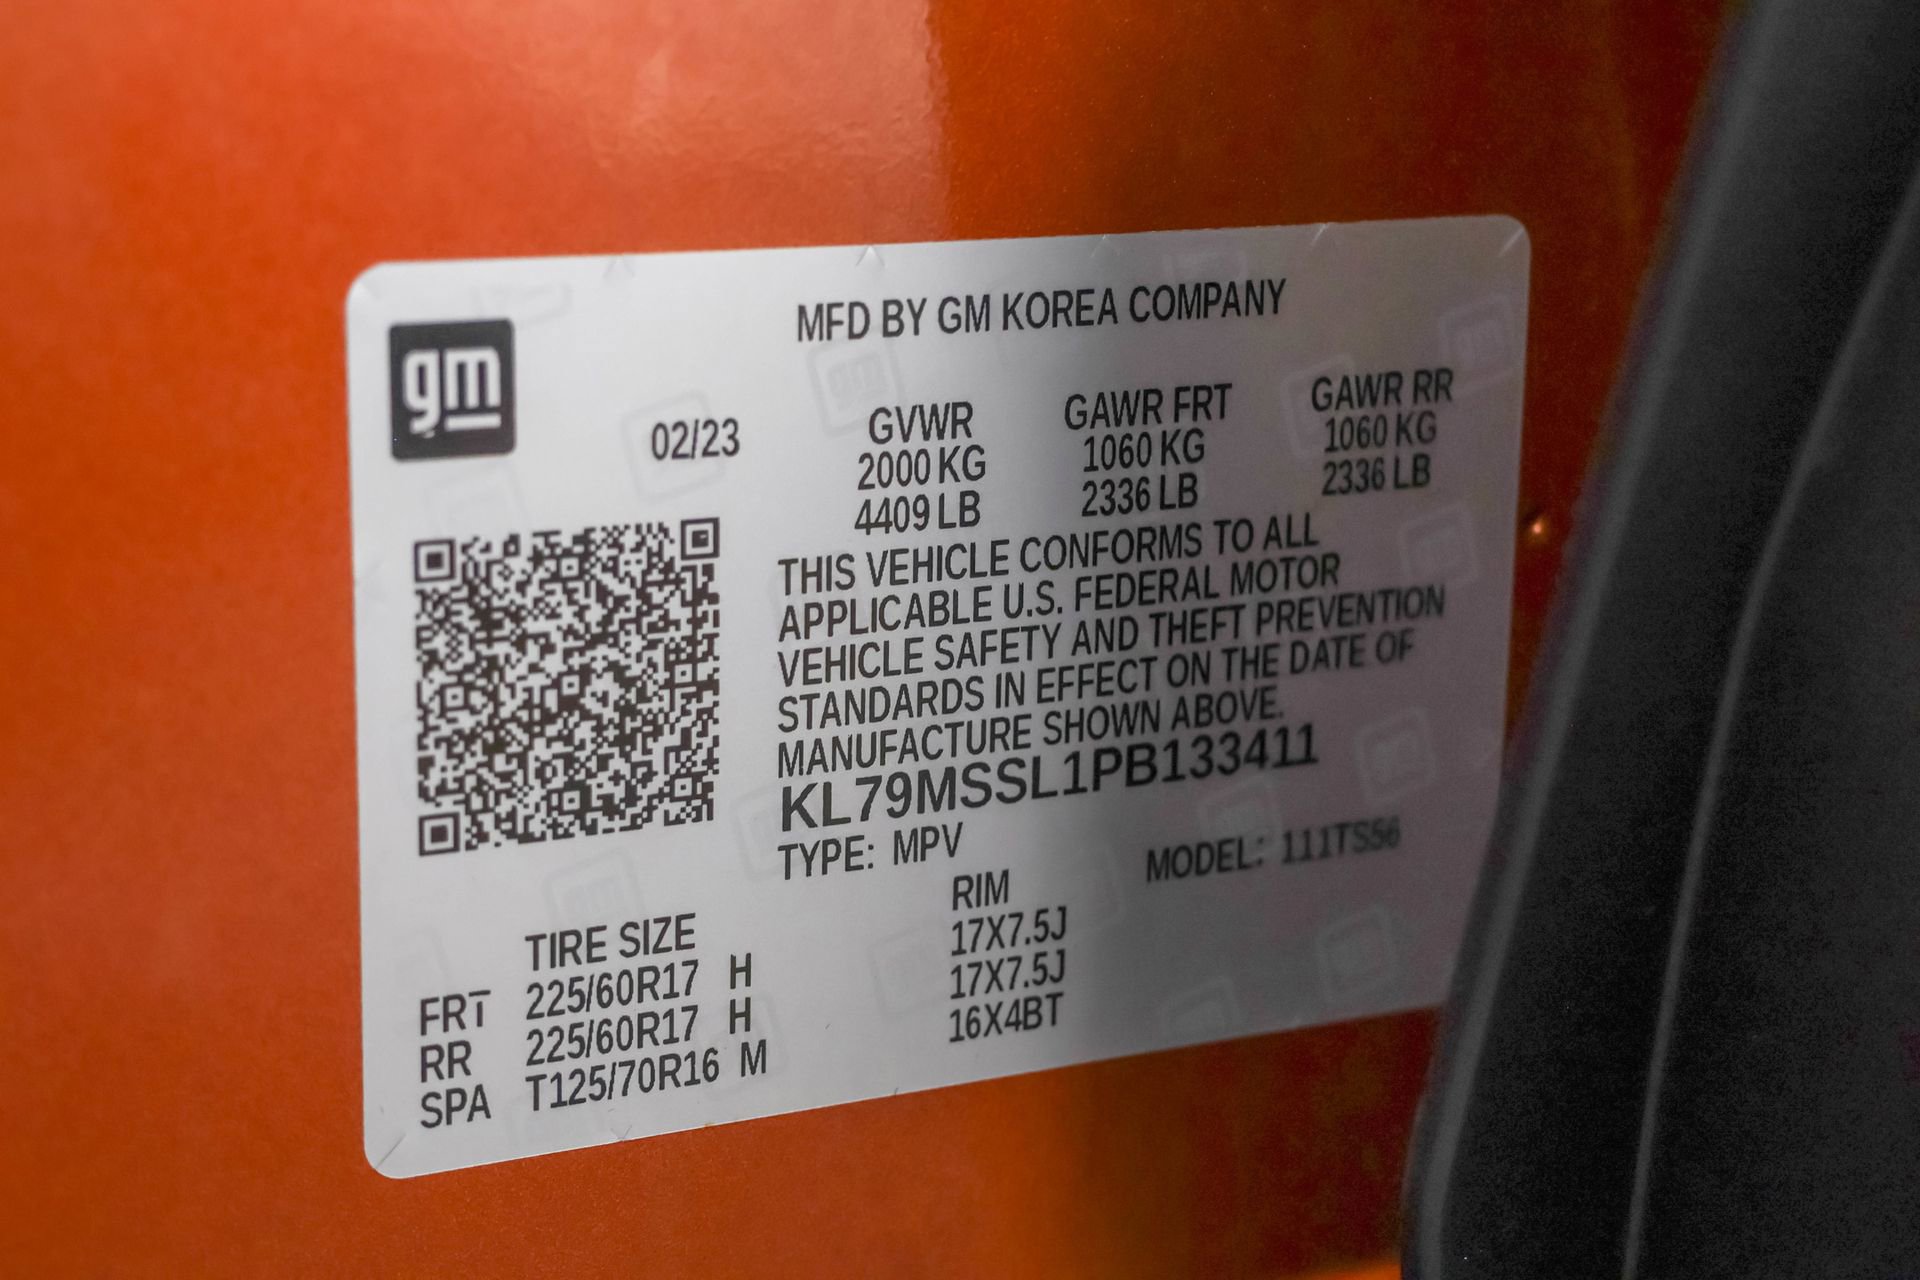 gm
MFD BY GM KOREA COMPANY
02/23
GVWR GAWR FRT GAWR RR
2000 KG 1060 KG 1060 KG
4409 LB 2336 LB 2336 LB
THIS VEHICLE CONFORMS TO ALL
APPLICABLE U.S. FEDERAL MOTOR
VEHICLE SAFETY AND THEFT PREVENTION
STANDARDS IN EFFECT ON THE DATE OF
MANUFACTURE SHOWN ABOVE.
KL79MSSL1PB133411
TYPE: MPV MODEL: 111TS56
TIRE SIZE RIM
FRT 225/60R17 H 17X7.5J
RR 225/60R17 H 17X7.5J
SPA T125/70R16 M 16X4BT